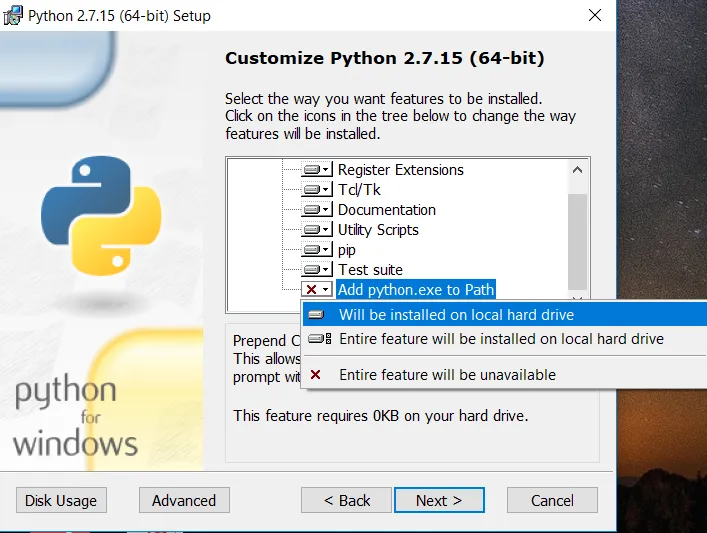 Python 2.7.15 (64-bit) Setup
Customize Python 2.7.15 (64-bit)
Select the way you want features to be installed.
Click on the icons in the tree below to change the way
features will be installed.
Register Extensions
Tcl/Tk
Documentation
Utility Scripts
pip
Test suite
Add python.exe to Path
Will be installed on local hard drive
Entire feature will be installed on local hard drive
Entire feature will be unavailable
Prepend
This allows
prompt
This feature requires 0KB on your hard drive.
python
for
windows
Disk Usage
Advanced
< Back
Next >
Cancel